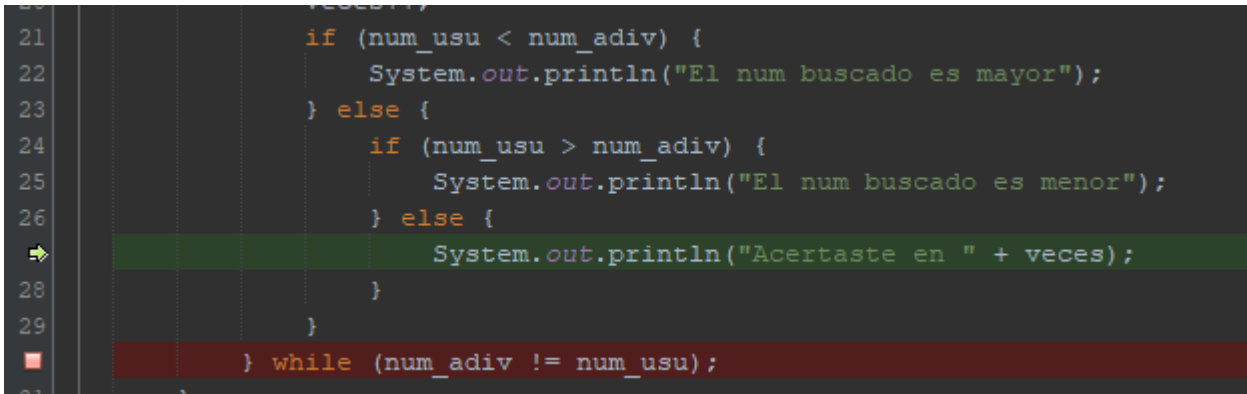 21 if (num_usu < num_adiv) {
22 System.out.println("El num buscado es mayor");
23 } else {
24 if (num_usu > num_adiv) {
25 System.out.println("El num buscado es menor");
26 } else {
System.out.println("Acertaste en " + veces);
28 }
29 }
} while (num_adiv != num_usu);